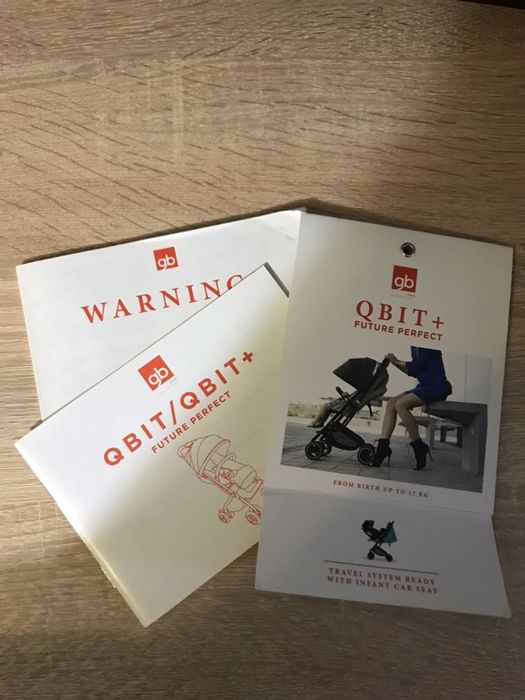 gb
WARNING
gb
QBIT/QBIT+
FUTURE PERFECT
gb
QBIT+
FUTURE PERFECT
FROM BIRTH UP TO 17 KG
TRAVEL SYSTEM READY
WITH INFANT CAR SEAT